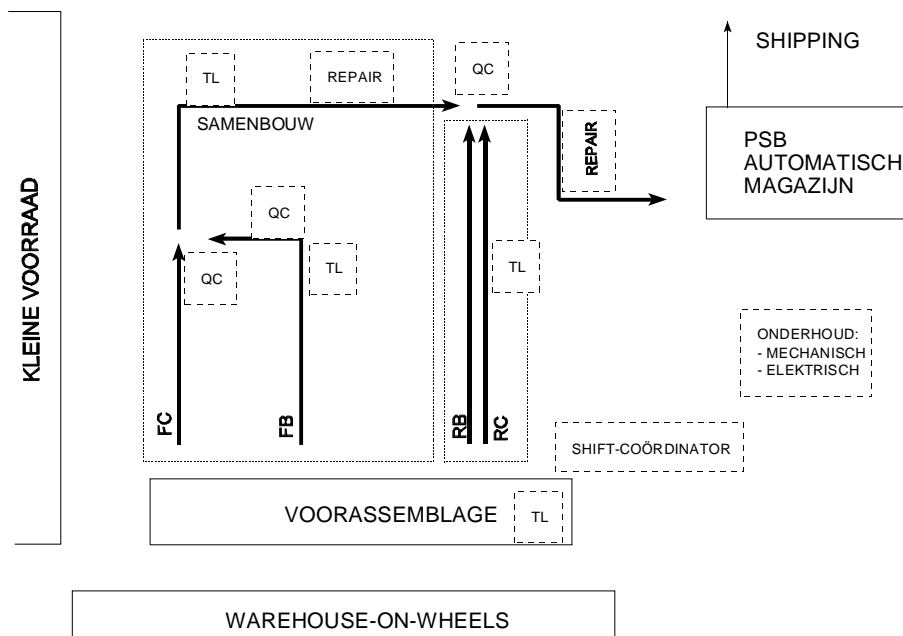 SHIPPING
TL
REPAIR
QC
SAMENBOUW
REPAIR
PSB
AUTOMATISCH
MAGAZIJN
KLEINE VOORRAAD
QC
QC
TL
TL
ONDERHOUD:
- MECHANISCH
- ELEKTRISCH
FC
FB
RB
RC
SHIFT-COÖRDINATOR
VOORASSEMBLAGE
TL
WAREHOUSE-ON-WHEELS